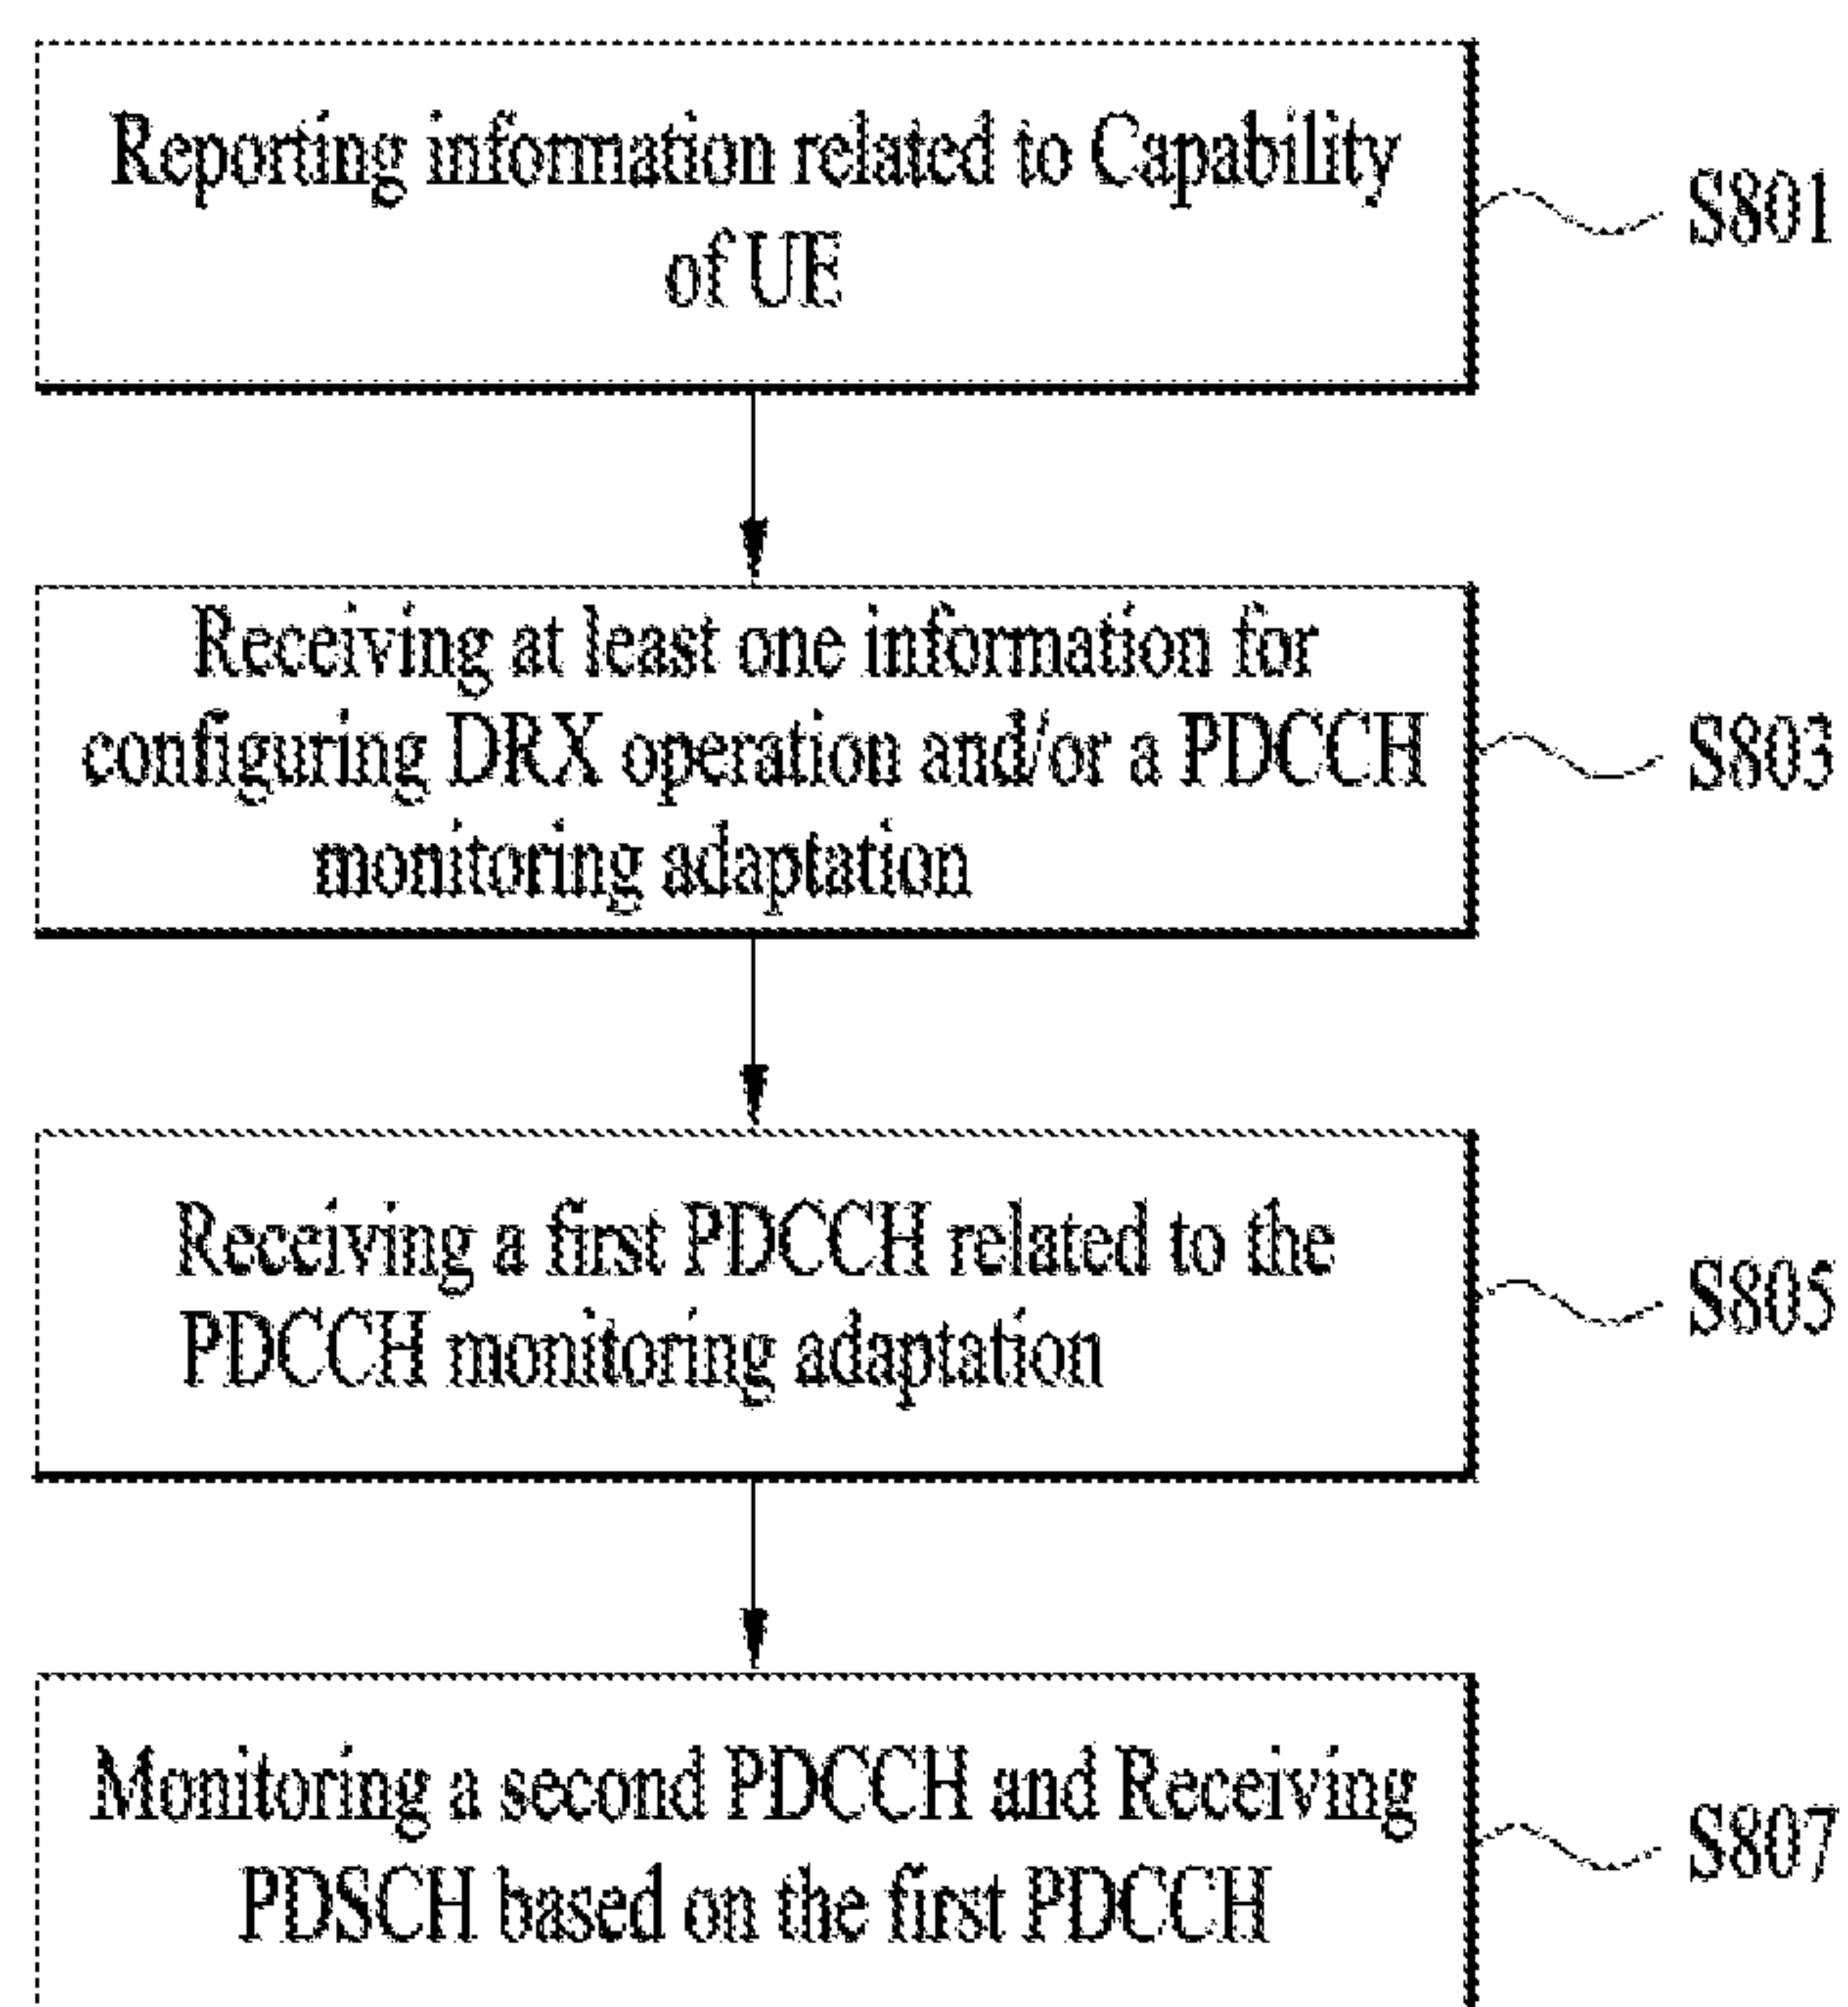 Reporting information related to Capability
of UE
S801
Receiving at least one information for
configuring DRX operation and/or a PDCCH
monitoring adaptation
S803
Receiving a first PDCCH related to the
PDCCH monitoring adaptation
S805
Monitoring a second PDCCH and Receiving
PDSCH based on the first PDCCH
S807